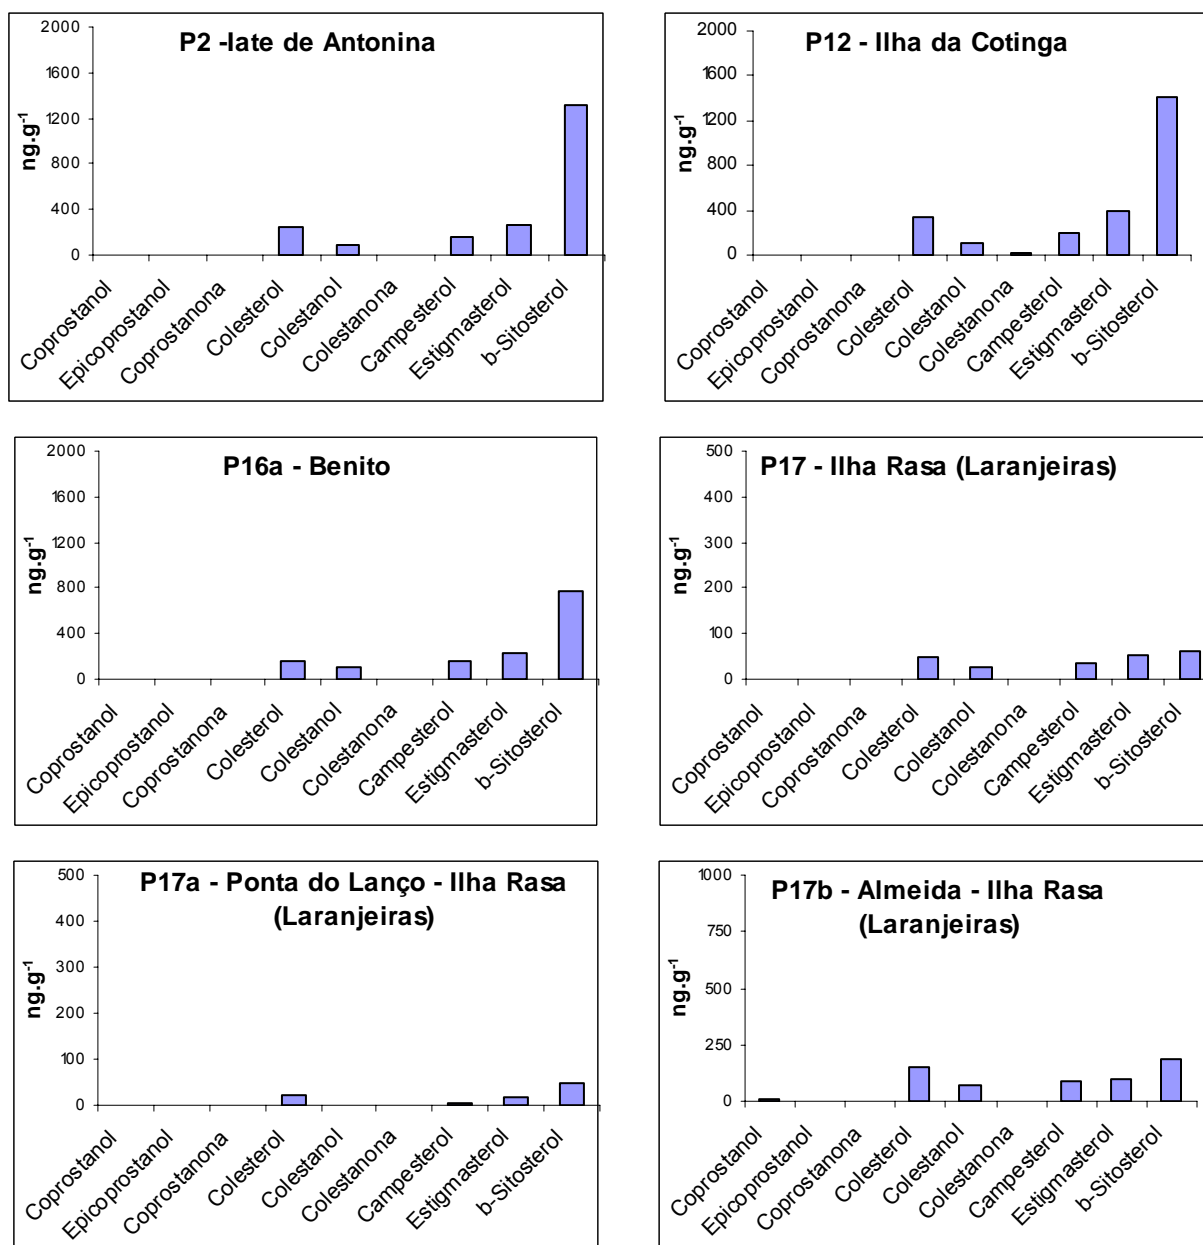 P2 -Iate de Antonina
2000
1600
1200
800
400
0
ng.g-1
Coprostanol
Epicoprostanol
Coprostanona
Colesterol
Colestanol
Colestanona
Campesterol
Estigmasterol
b-Sitosterol
P12 - Ilha da Cotinga
2000
1600
1200
800
400
0
ng.g-1
Coprostanol
Epicoprostanol
Coprostanona
Colesterol
Colestanol
Colestanona
Campesterol
Estigmasterol
b-Sitosterol
P16a - Benito
2000
1600
1200
800
400
0
ng.g-1
Coprostanol
Epicoprostanol
Coprostanona
Colesterol
Colestanol
Colestanona
Campesterol
Estigmasterol
b-Sitosterol
P17 - Ilha Rasa (Laranjeiras)
500
400
300
200
100
0
ng.g-1
Coprostanol
Epicoprostanol
Coprostanona
Colesterol
Colestanol
Colestanona
Campesterol
Estigmasterol
b-Sitosterol
P17a - Ponta do Lanço - Ilha Rasa
(Laranjeiras)
500
400
300
200
100
0
ng.g-1
Coprostanol
Epicoprostanol
Coprostanona
Colesterol
Colestanol
Colestanona
Campesterol
Estigmasterol
b-Sitosterol
P17b - Almeida - Ilha Rasa
(Laranjeiras)
1000
750
500
250
0
ng.g-1
Coprostanol
Epicoprostanol
Coprostanona
Colesterol
Colestanol
Colestanona
Campesterol
Estigmasterol
b-Sitosterol